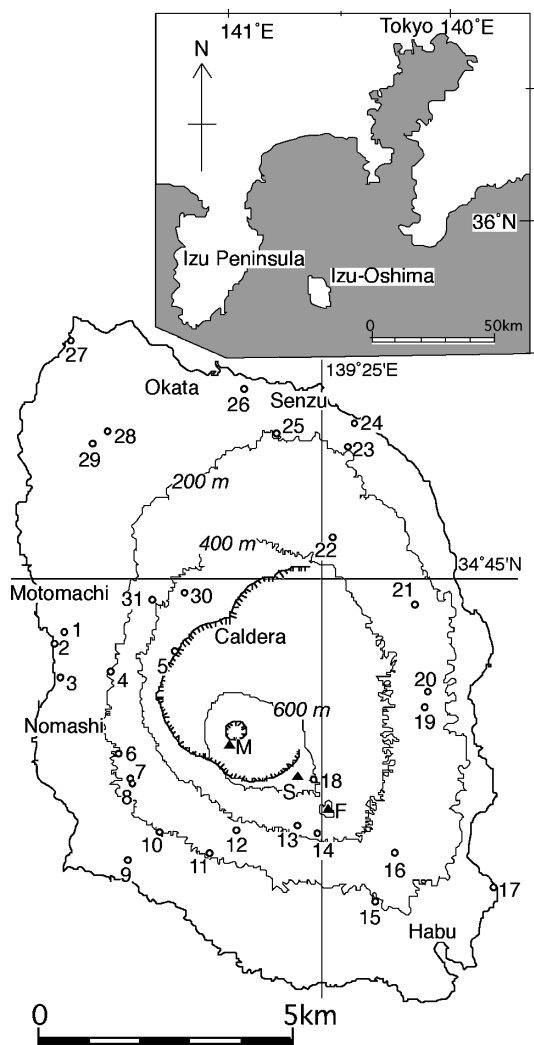 141°E
Tokyo 140°E
N
36°N
Izu Peninsula
Izu-Oshima
0 50km
139°25'E
27
Okata
26
Senzu
24
25
28
23
29
200 m
400 m
22
34°45'N
Motomachi
31
30
21
1
Caldera
2
5
3
4
20
600 m
19
Nomashi
M
6
7
S
18
8
F
10
12
13
14
11
16
9
17
15
Habu
0 5km